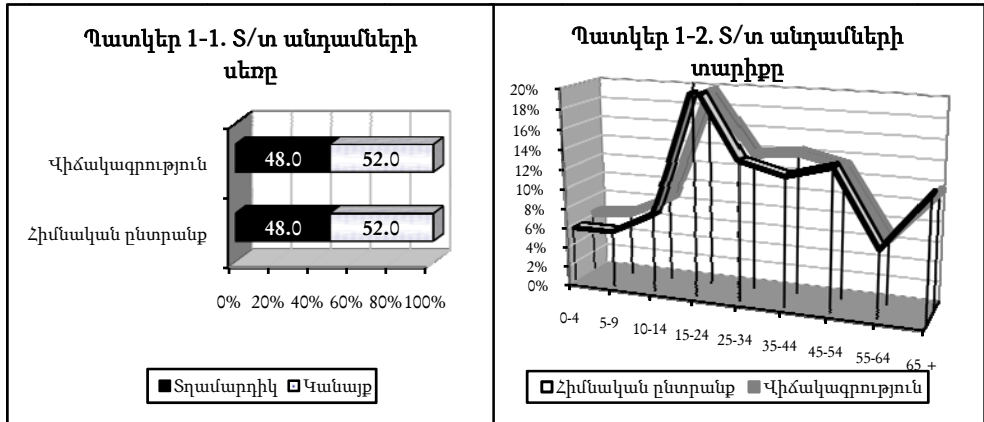 Պատկեր 1-1. Տ/տ անդամների
սեռը
Վիճակագրություն
48.0 52.0
Հիմնական ընտրանք
48.0 52.0
0% 20% 40% 60% 80% 100%
Տղամարդիկ Կանայք
Պատկեր 1-2. Տ/տ անդամների
տարիքը
20%
18%
16%
14%
12%
10%
8%
6%
4%
2%
0%
0-4 5-9 10-14 15-24 25-34 35-44 45-54 55-64 65 +
Հիմնական ընտրանք Վիճակագրություն